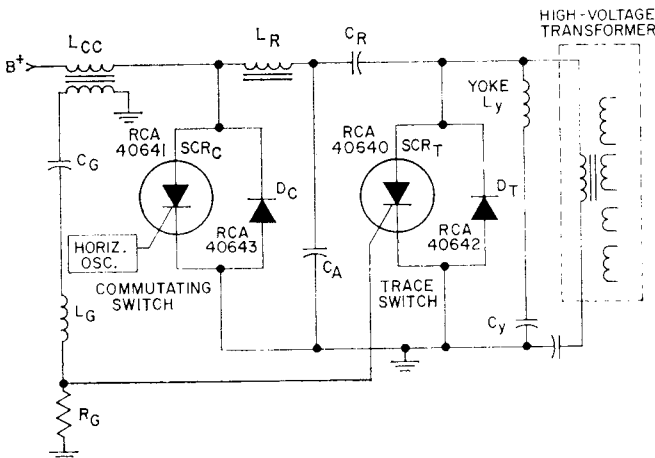 HIGH-VOLTAGE
TRANSFORMER
LCC
LR
CR
B+
YOKE
Ly
RCA
40641
SCRC
RCA
40640
SCRT
CG
DC
DT
HORIZ.
OSC.
RCA
40643
RCA
40642
COMMUTATING
SWITCH
CA
TRACE
SWITCH
LG
Cy
RG